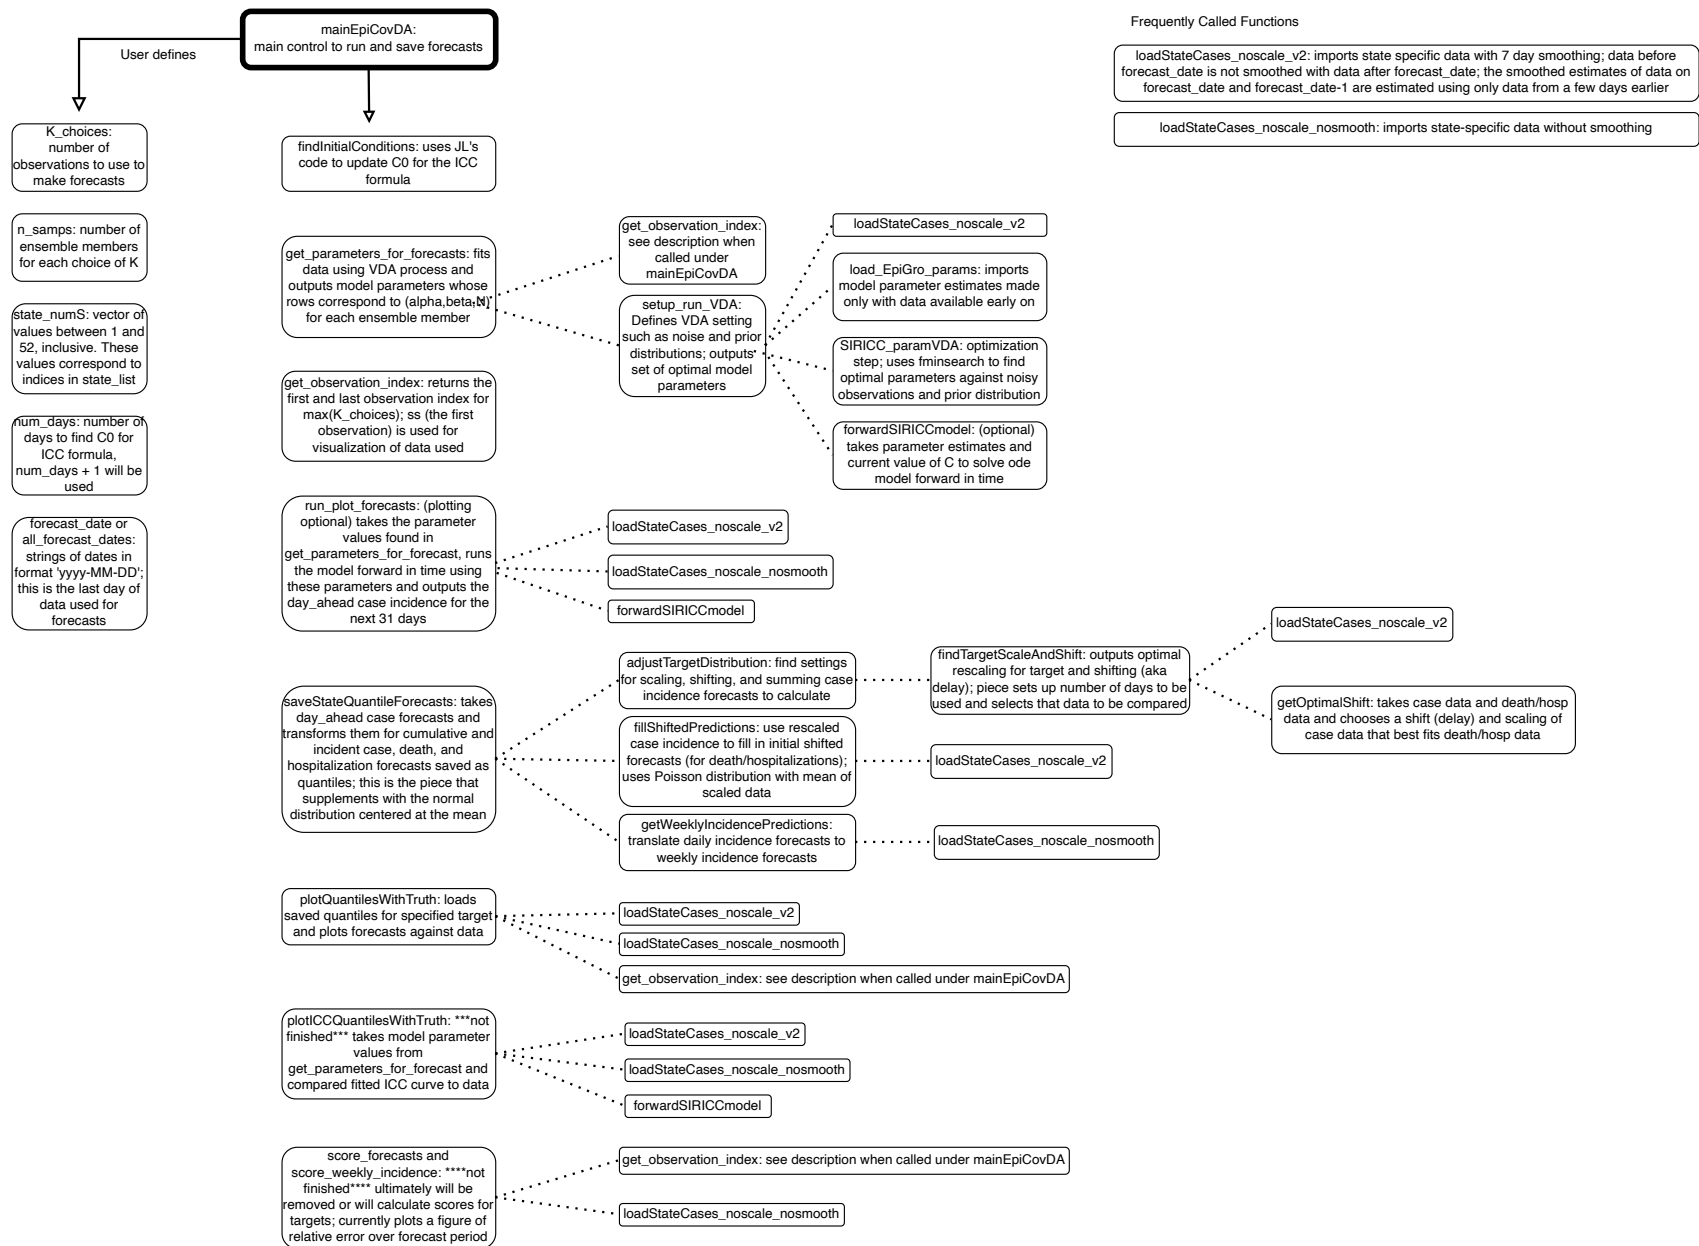 mainEpiCovDA:
main control to run and save forecasts
User defines
Frequently Called Functions
loadStateCases_noscale_v2: imports state specific data with 7 day smoothing; data before
forecast_date is not smoothed with data after forecast_date; the smoothed estimates of data on
forecast_date and forecast_date-1 are estimated using only data from a few days earlier
loadStateCases_noscale_nosmooth: imports state-specific data without smoothing
K_choices:
number of
observations to use to
make forecasts
n_samps: number of
ensemble members
for each choice of K
state_numS: vector of
values between 1 and
52, inclusive. These
values correspond to
indices in state_list
num_days: number of
days to find C0 for
ICC formula,
num_days + 1 will be
used
forecast_date or
all_forecast_dates:
strings of dates in
format 'yyyy-MM-DD';
this is the last day of
data used for
forecasts
findInitialConditions: uses JL's
code to update C0 for the ICC
formula
get_parameters_for_forecasts: fits
data using VDA process and
outputs model parameters whose
rows correspond to (alpha,beta,N)
for each ensemble member
get_observation_index:
see description when
called under
mainEpiCovDA
setup_run_VDA:
Defines VDA setting
such as noise and prior
distributions; outputs
set of optimal model
parameters
loadStateCases_noscale_v2
load_EpiGro_params: imports
model parameter estimates made
only with data available early on
SIRICC_paramVDA: optimization
step; uses fminsearch to find
optimal parameters against noisy
observations and prior distribution
forwardSIRICCmodel: (optional)
takes parameter estimates and
current value of C to solve ode
model forward in time
get_observation_index: returns the
first and last observation index for
max(K_choices); ss (the first
observation) is used for
visualization of data used
run_plot_forecasts: (plotting
optional) takes the parameter
values found in
get_parameters_for_forecast, runs
the model forward in time using
these parameters and outputs the
day_ahead case incidence for the
next 31 days
loadStateCases_noscale_v2
loadStateCases_noscale_nosmooth
forwardSIRICCmodel
saveStateQuantileForecasts: takes
day_ahead case forecasts and
transforms them for cumulative and
incident case, death, and
hospitalization forecasts saved as
quantiles; this is the piece that
supplements with the normal
distribution centered at the mean
adjustTargetDistribution: find settings
for scaling, shifting, and summing case
incidence forecasts to calculate
findTargetScaleAndShift: outputs optimal
rescaling for target and shifting (aka
delay); piece sets up number of days to be
used and selects that data to be compared
loadStateCases_noscale_v2
getOptimalShift: takes case data and death/hosp
data and chooses a shift (delay) and scaling of
case data that best fits death/hosp data
fillShiftedPredictions: use rescaled
case incidence to fill in initial shifted
forecasts (for death/hospitalizations);
uses Poisson distribution with mean of
scaled data
loadStateCases_noscale_v2
getWeeklyIncidencePredictions:
translate daily incidence forecasts to
weekly incidence forecasts
loadStateCases_noscale_nosmooth
plotQuantilesWithTruth: loads
saved quantiles for specified target
and plots forecasts against data
loadStateCases_noscale_v2
loadStateCases_noscale_nosmooth
get_observation_index: see description when called under mainEpiCovDA
plotICCQuantilesWithTruth: ***not
finished*** takes model parameter
values from
get_parameters_for_forecast and
compared fitted ICC curve to data
loadStateCases_noscale_v2
loadStateCases_noscale_nosmooth
forwardSIRICCmodel
score_forecasts and
score_weekly_incidence: ****not
finished**** ultimately will be
removed or will calculate scores for
targets; currently plots a figure of
relative error over forecast period
get_observation_index: see description when called under mainEpiCovDA
loadStateCases_noscale_nosmooth